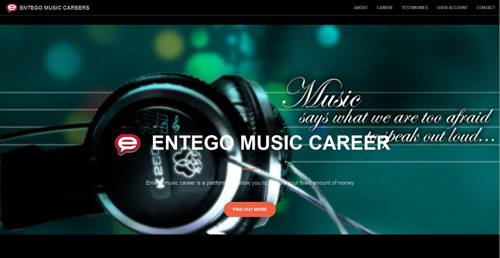 ENTEGO MUSIC CAREERS
ABOUT CAREER TESTIMONIES USER ACCOUNT CONTACT
Music
says what we are too afraid
to speak out loud...
ENTEGO MUSIC CAREER
Entego music career is a platform allow you to your fixed amount of money
FIND OUT MORE
K260